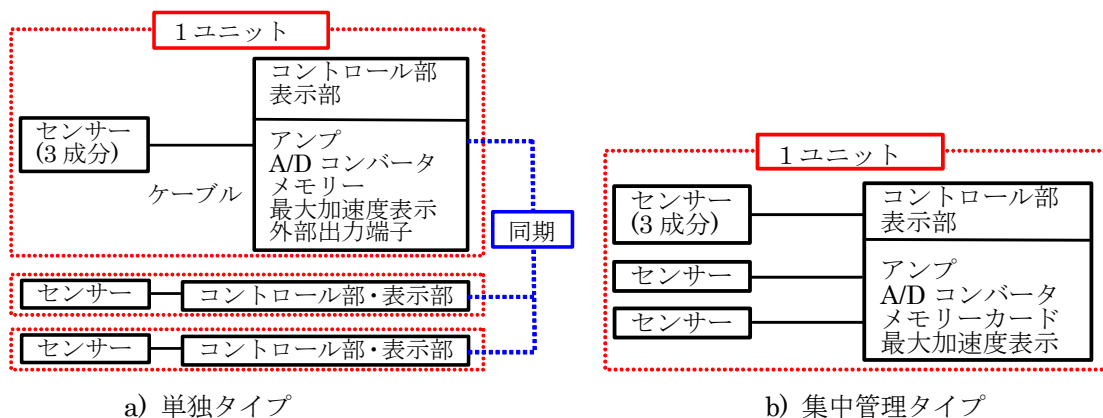 1ユニット
コントロール部
表示部
センサー
(3成分)
ケーブル
アンプ
A/D コンバータ
メモリー
最大加速度表示
外部出力端子
同期
センサー
コントロール部・表示部
センサー
コントロール部・表示部
a) 単独タイプ
1ユニット
センサー
(3成分)
コントロール部
表示部
センサー
センサー
アンプ
A/D コンバータ
メモリーカード
最大加速度表示
b) 集中管理タイプ